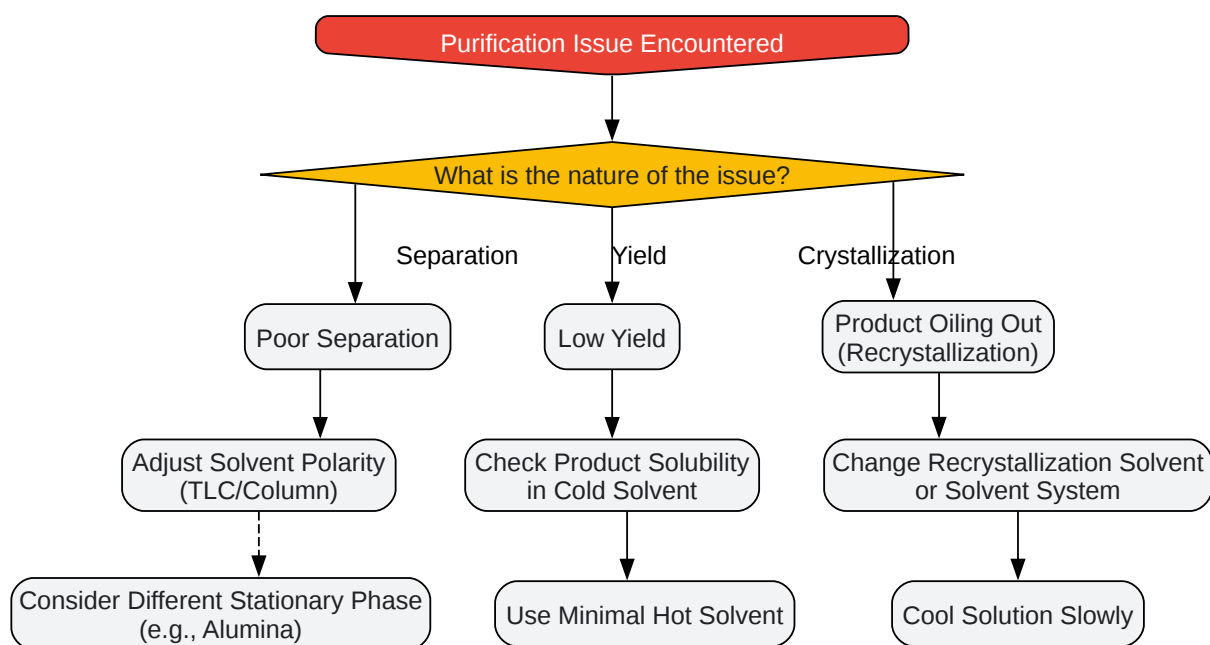 Purification Issue Encountered
What is the nature of the issue?
Separation
Yield
Crystallization
Poor Separation
Low Yield
Product Oiling Out
(Recrystallization)
Adjust Solvent Polarity
(TLC/Column)
Check Product Solubility
in Cold Solvent
Change Recrystallization Solvent
or Solvent System
Consider Different Stationary Phase
(e.g., Alumina)
Use Minimal Hot Solvent
Cool Solution Slowly